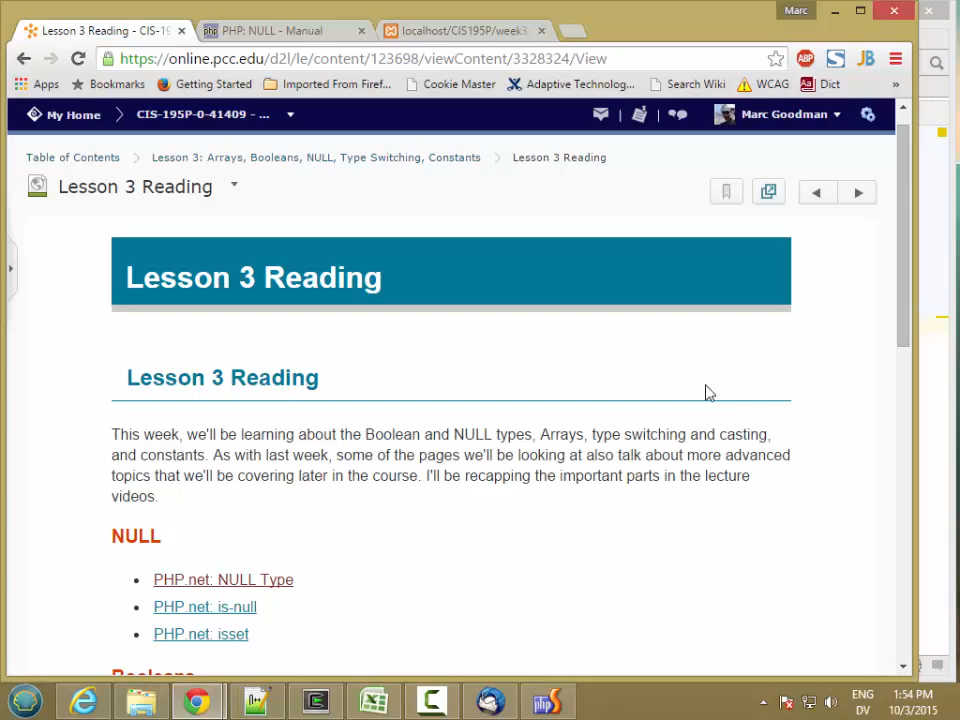 Marc
Lesson 3 Reading - CIS-19
PHP: NULL - Manual
localhost/CIS195P/week3
https://online.pcc.edu/d2l/le/content/123698/viewContent/3328324/View
Apps
Bookmarks
Getting Started
Imported From Firef...
Cookie Master
Adaptive Technolog...
Search Wiki
WCAG
Dict
»
My Home
CIS-195P-0-41409 - ...
Marc Goodman
Table of Contents
Lesson 3: Arrays, Booleans, NULL, Type Switching, Constants
Lesson 3 Reading
Lesson 3 Reading
Lesson 3 Reading
Lesson 3 Reading
This week, we'll be learning about the Boolean and NULL types, Arrays, type switching and casting,
and constants. As with last week, some of the pages we'll be looking at also talk about more advanced
topics that we'll be covering later in the course. I'll be recapping the important parts in the lecture
videos.
NULL
• PHP.net: NULL Type
• PHP.net: is-null
• PHP.net: isset
Booleans
ENG
DV
1:54 PM
10/3/2015